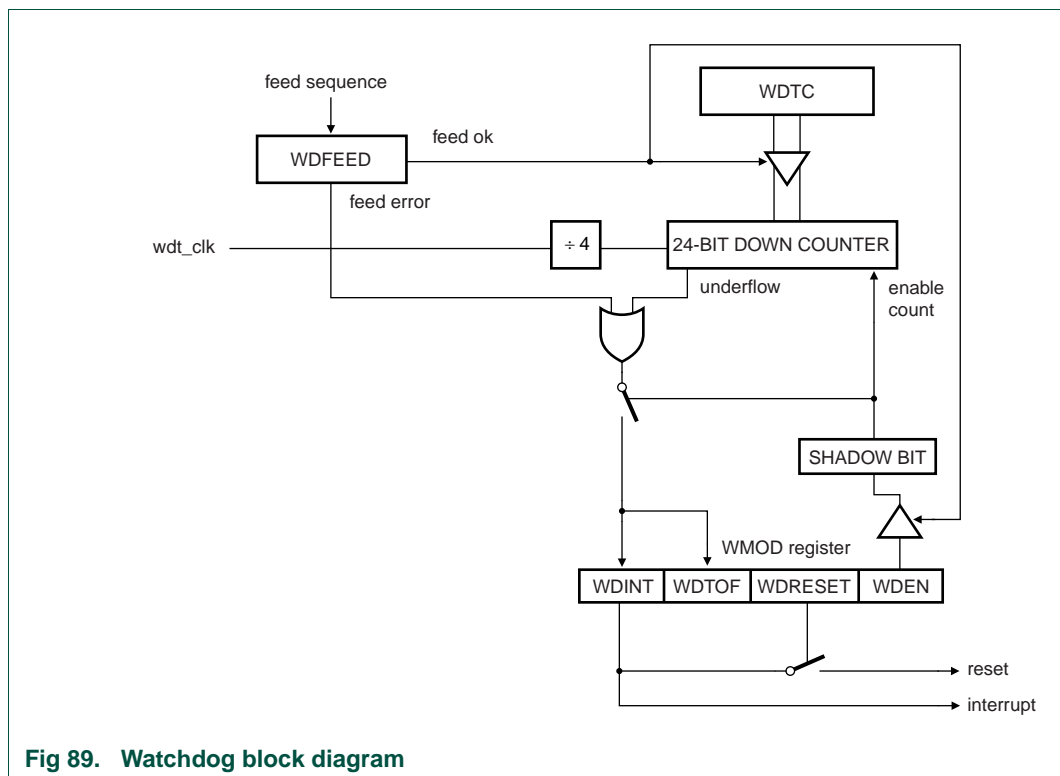 feed sequence
WDTC
feed ok
WDFEED
feed error
wdt_clk
÷ 4
24-BIT DOWN COUNTER
underflow
enable
count
SHADOW BIT
WMOD register
WDINT
WDTOF
WDRESET
WDEN
reset
interrupt
Fig 89. Watchdog block diagram